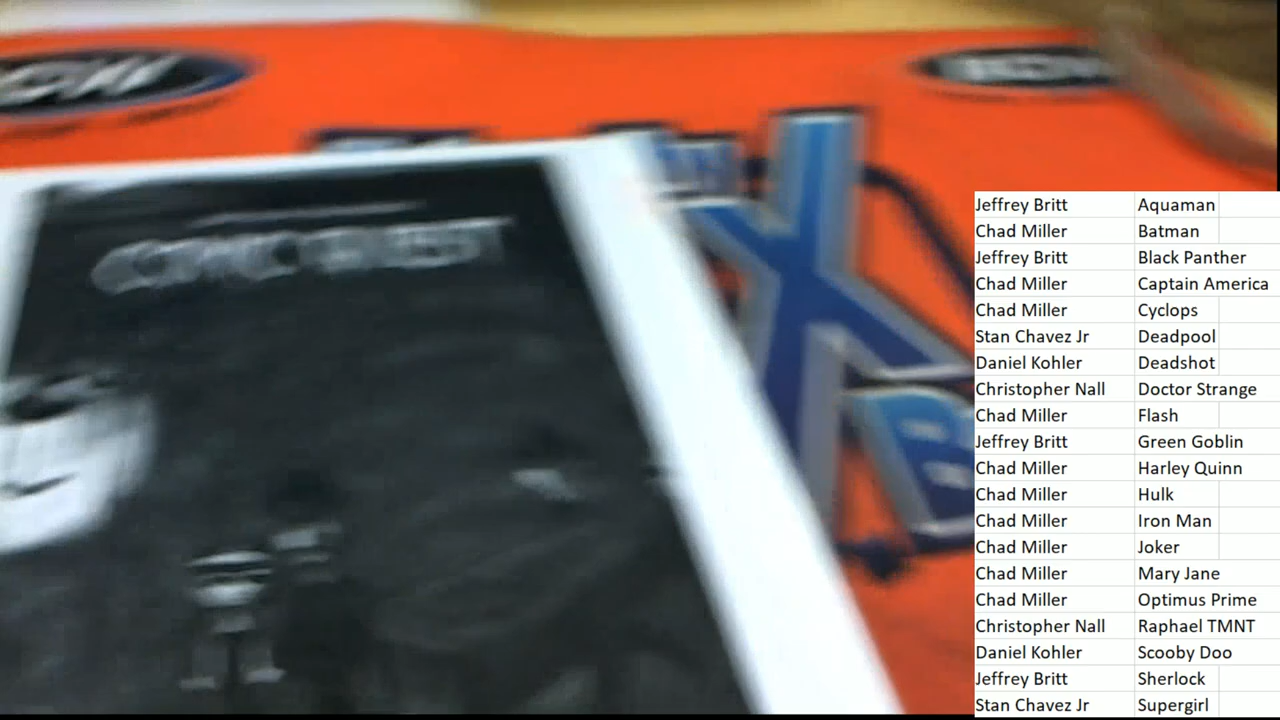 COMIC QUEST
Jeffrey Britt Aquaman
Chad Miller Batman
Jeffrey Britt Black Panther
Chad Miller Captain America
Chad Miller Cyclops
Stan Chavez Jr Deadpool
Daniel Kohler Deadshot
Christopher Nall Doctor Strange
Chad Miller Flash
Jeffrey Britt Green Goblin
Chad Miller Harley Quinn
Chad Miller Hulk
Chad Miller Iron Man
Chad Miller Joker
Chad Miller Mary Jane
Chad Miller Optimus Prime
Christopher Nall Raphael TMNT
Daniel Kohler Scooby Doo
Jeffrey Britt Sherlock
Stan Chavez Jr Supergirl